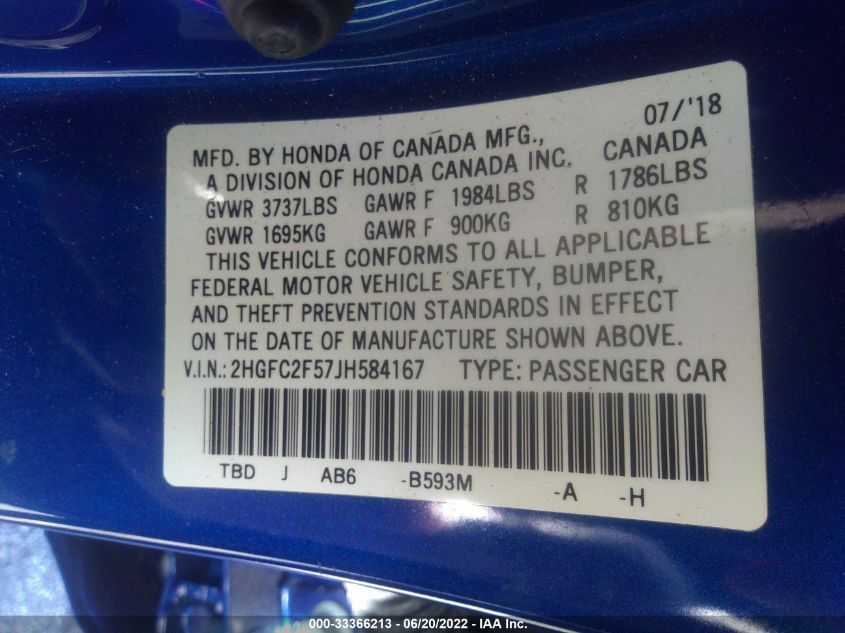 07/'18
MFD. BY HONDA OF CANADA MFG., CANADA
A DIVISION OF HONDA CANADA INC.
GVWR 3737LBS GAWR F 1984LBS R 1786LBS
GVWR 1695KG GAWR F 900KG R 810KG
THIS VEHICLE CONFORMS TO ALL APPLICABLE
FEDERAL MOTOR VEHICLE SAFETY, BUMPER,
AND THEFT PREVENTION STANDARDS IN EFFECT
ON THE DATE OF MANUFACTURE SHOWN ABOVE.
V.I.N.: 2HGFC2F57JH584167 TYPE: PASSENGER CAR
TBD J AB6 -B593M -A -H
000-33366213 - 06/20/2022 - IAA Inc.